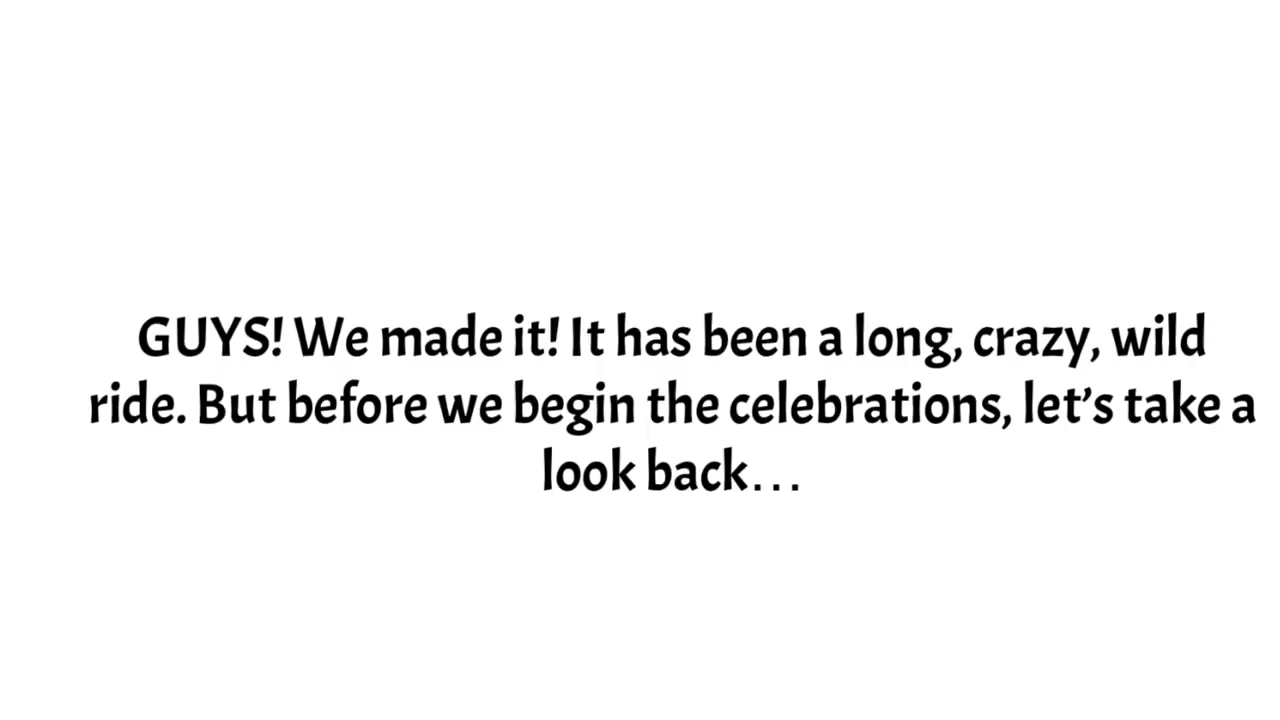 GUYS! We made it! It has been a long, crazy, wild
ride. But before we begin the celebrations, let’s take a
look back…